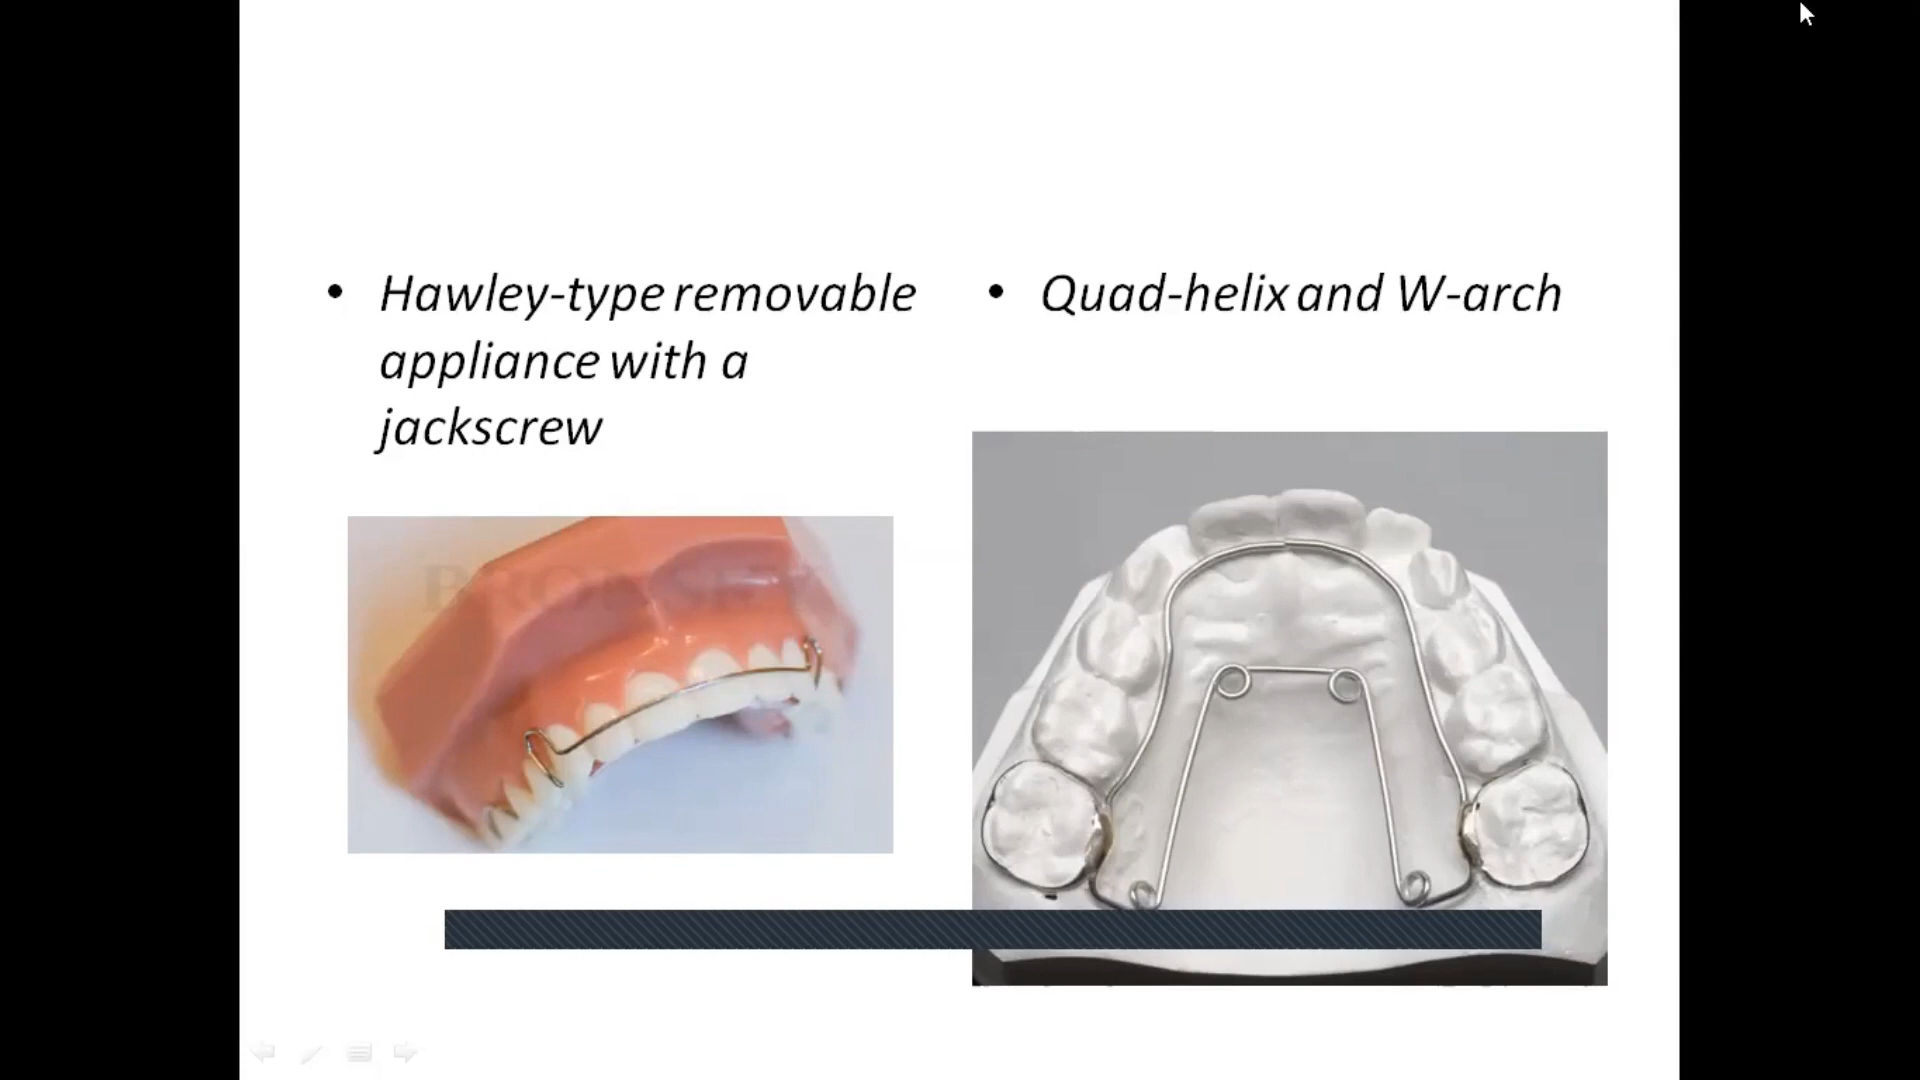 • Hawley-type removable
appliance with a
jackscrew
• Quad-helix and W-arch